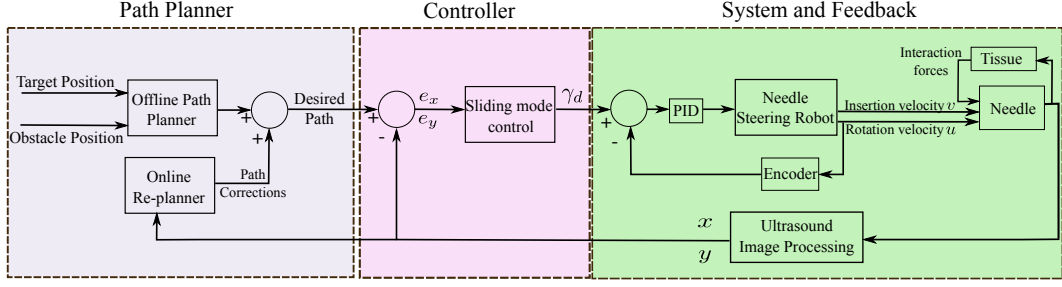 Path Planner
Controller
System and Feedback
Target Position
Obstacle Position
Offline Path
Planner
+
+
Desired
Path
Online
Re-planner
Path
Corrections
+
-
e_x
e_y
Sliding mode
control
γ_d
+
-
PID
Needle
Steering Robot
Encoder
Insertion velocity v
Rotation velocity u
Interaction
forces
Tissue
Needle
x
y
Ultrasound
Image Processing